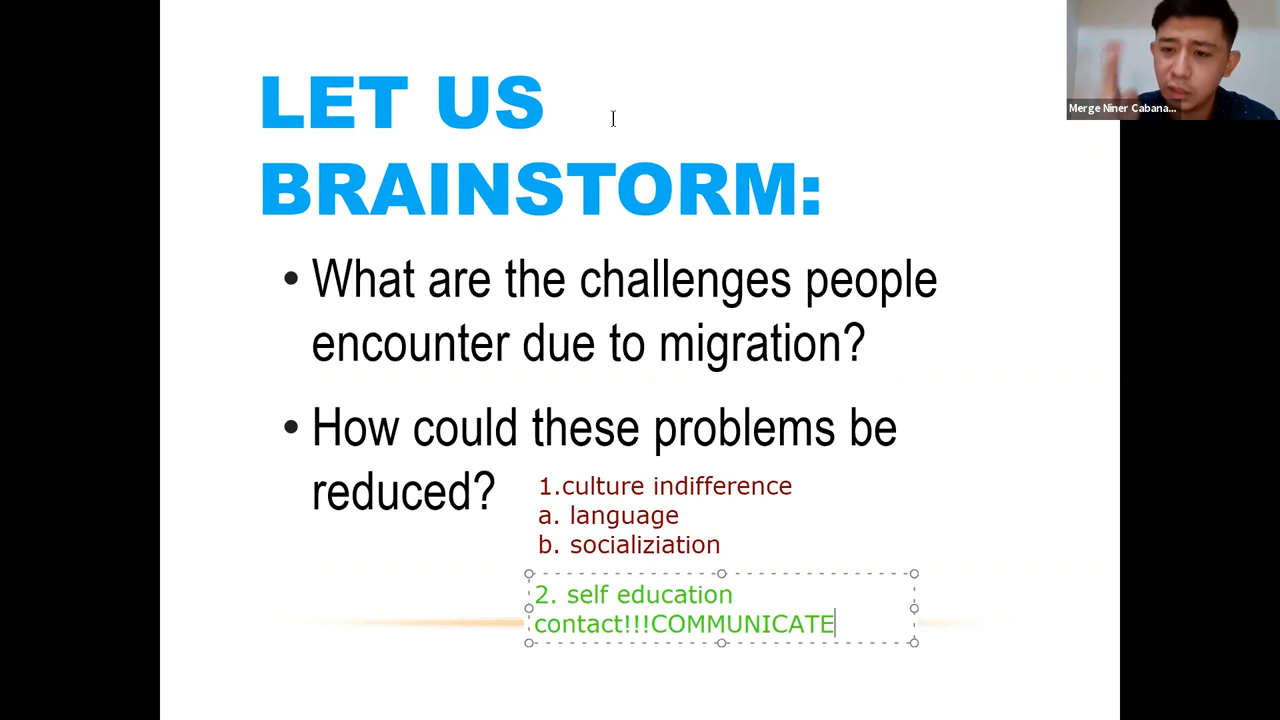 LET US
BRAINSTORM:
• What are the challenges people
encounter due to migration?
• How could these problems be
reduced?
1.culture indifference
a. language
b. socializiation
2. self education
contact!!!COMMUNICATE
Merge Niner Cabana...